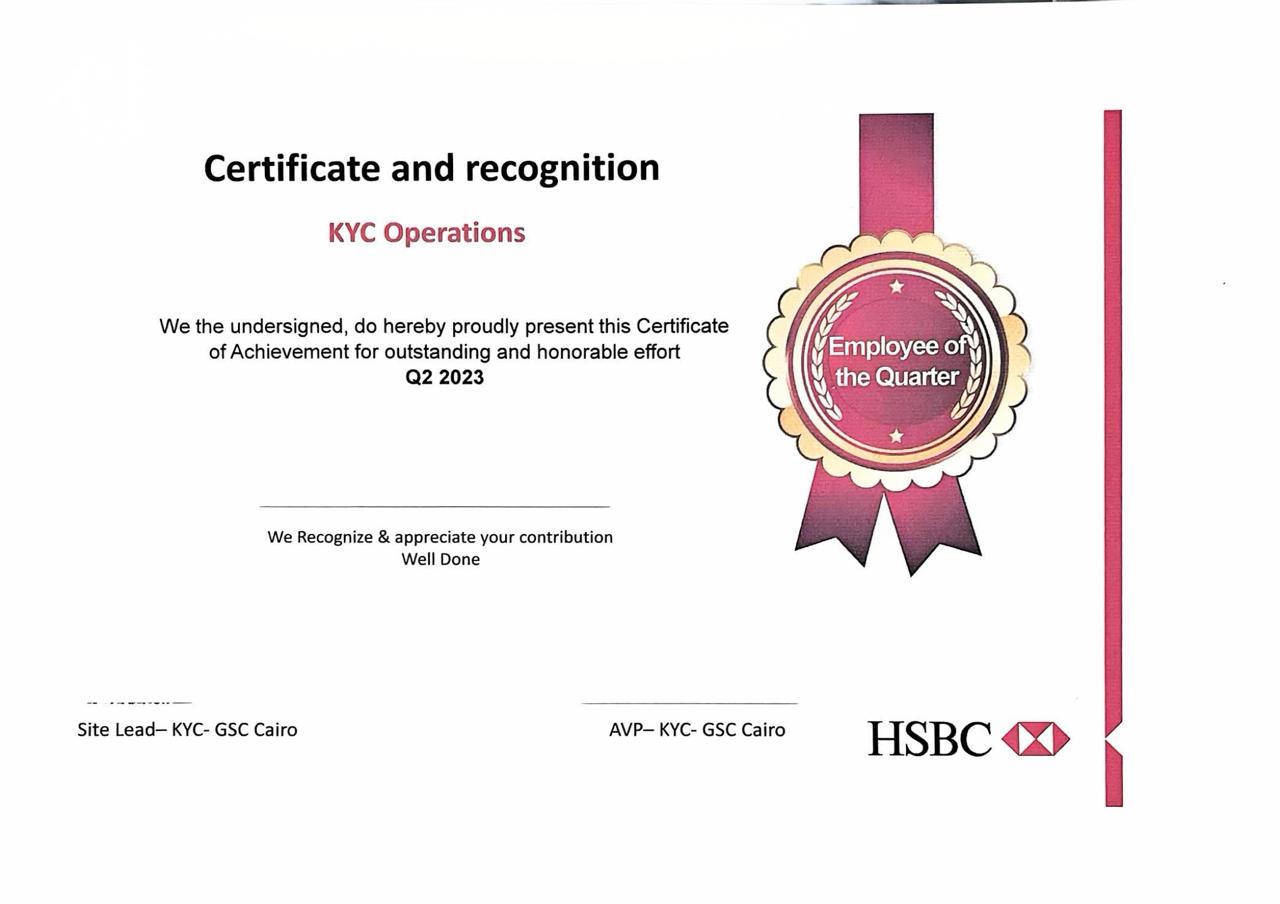 Certificate and recognition
KYC Operations
We the undersigned, do hereby proudly present this Certificate
of Achievement for outstanding and honorable effort
Q2 2023
Employee of
the Quarter
We Recognize & appreciate your contribution
Well Done
Site Lead– KYC- GSC Cairo
AVP– KYC- GSC Cairo
HSBC